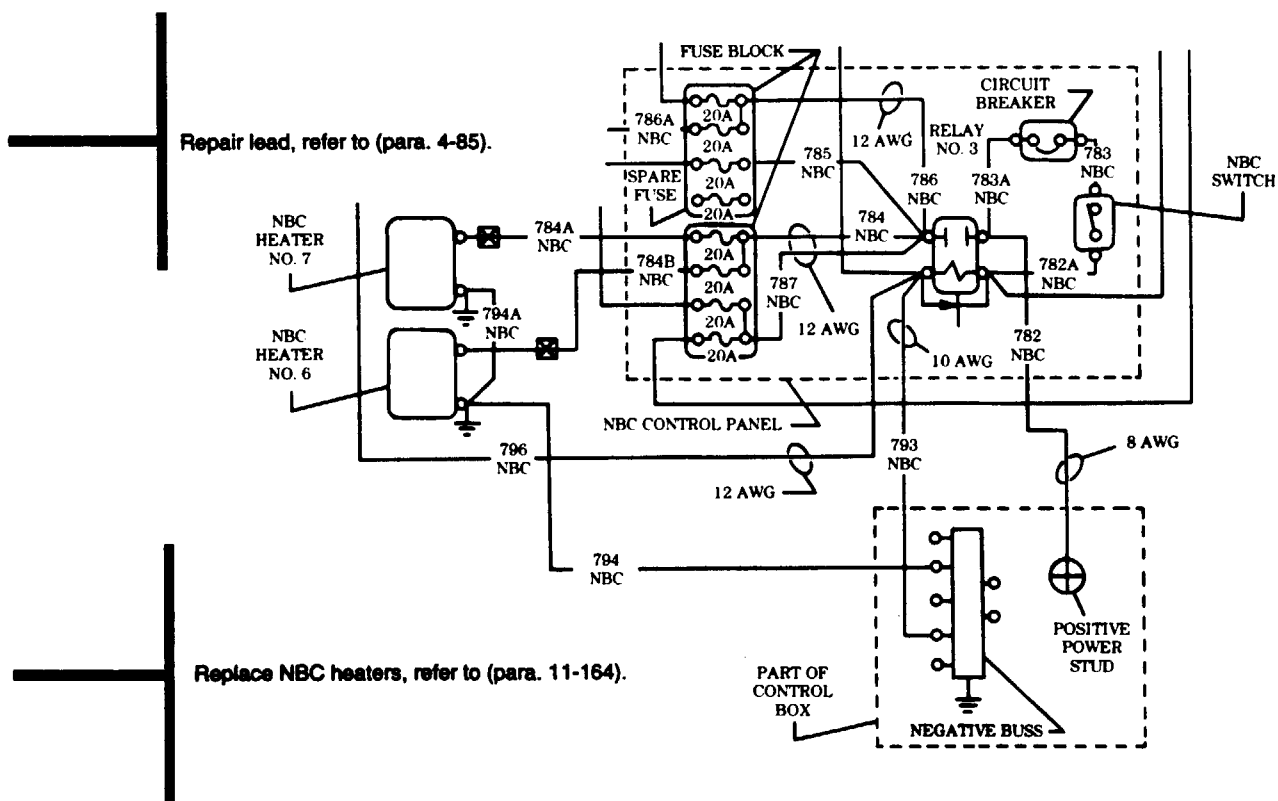 FUSE BLOCK
CIRCUIT
BREAKER
20A
786A
NBC
20A
12 AWG
RELAY
NO. 3
783
NBC
Repair lead, refer to (para. 4-85).
785
NBC
786
NBC
783A
NBC
NBC
SWITCH
SPARE
FUSE
20A
20A
NBC
HEATER
NO. 7
784A
NBC
784
NBC
784B
NBC
20A
20A
787
NBC
782A
NBC
794A
NBC
20A
12 AWG
782
NBC
NBC
HEATER
NO. 6
20A
10 AWG
NBC CONTROL PANEL
796
NBC
793
NBC
8 AWG
12 AWG
794
NBC
POSITIVE
POWER
STUD
Replace NBC heaters, refer to (para. 11-164).
PART OF
CONTROL
BOX
NEGATIVE BUSS